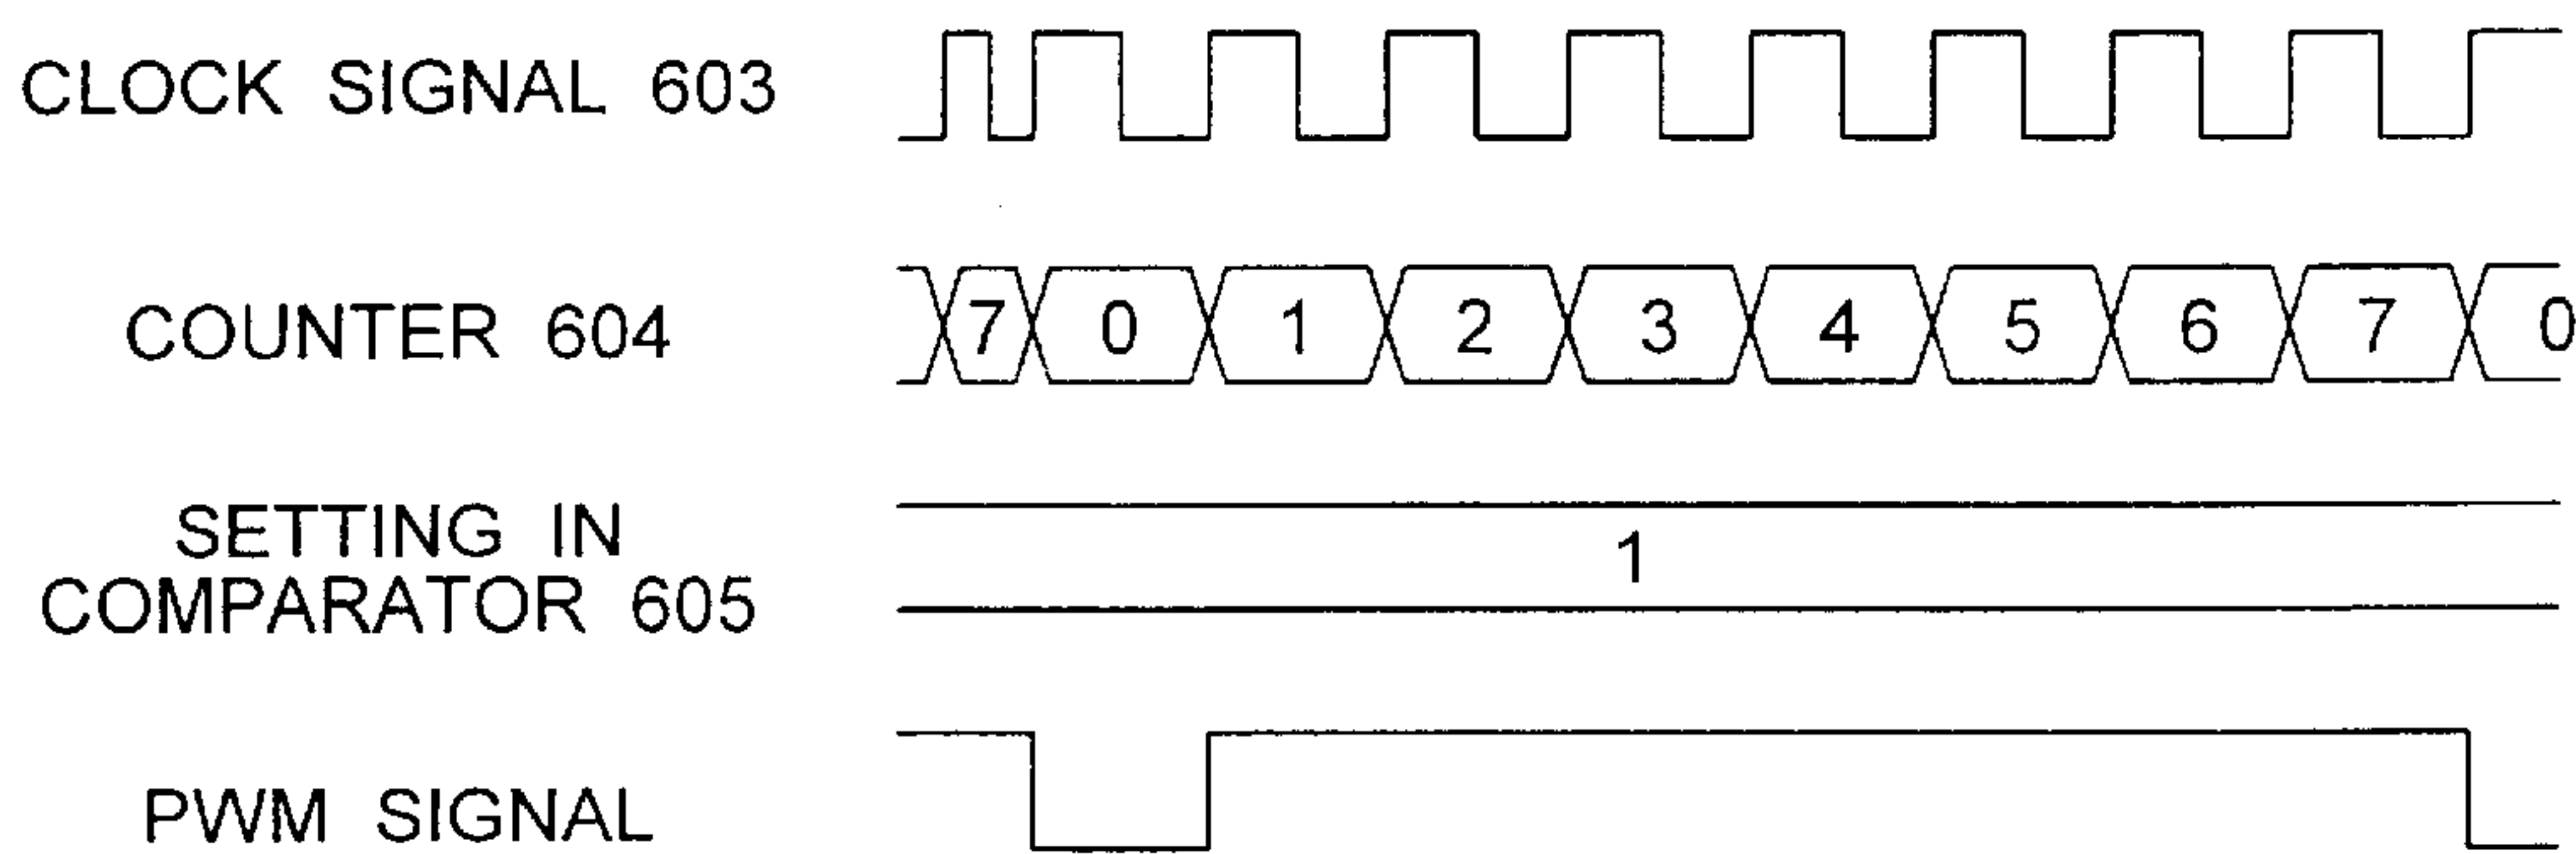 CLOCK SIGNAL 603
COUNTER 604
7 0 1 2 3 4 5 6 7 0
SETTING IN
COMPARATOR 605
1
PWM SIGNAL